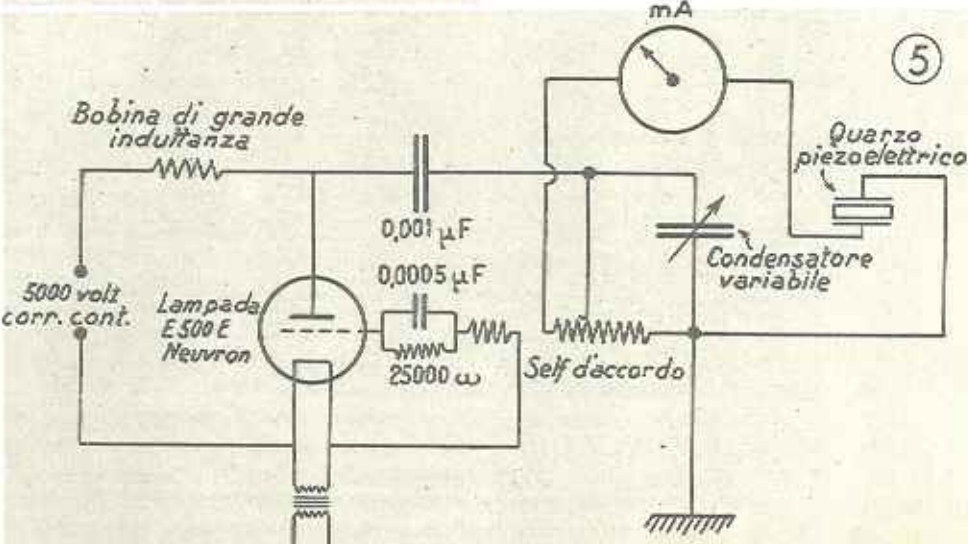 mA
5
Bobina di grande
induttanza
Quarzo
piezoelettrico
0,001 µF
Condensatore
variabile
0,0005 µF
5000 volt
corr. cont.
Lampada
E500E
Neuvron
25000 ω
Self d'accordo